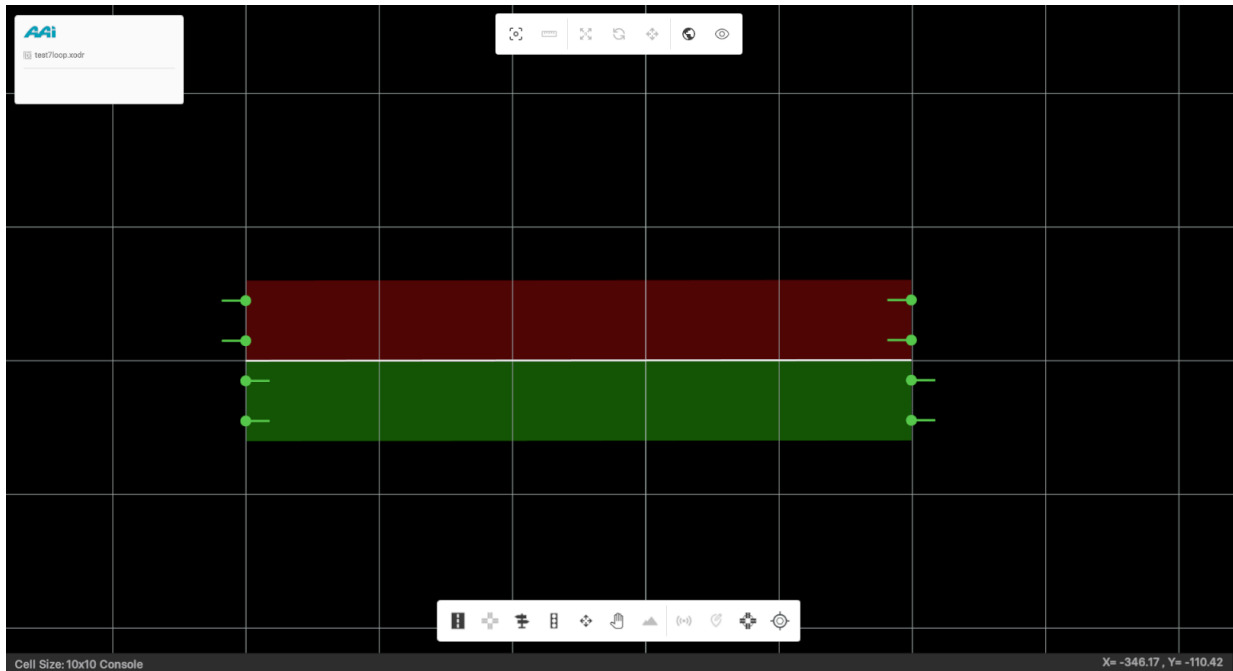 AAi
test7loop.xodr
Cell Size: 10x10 Console
X= -346.17 , Y= -110.42